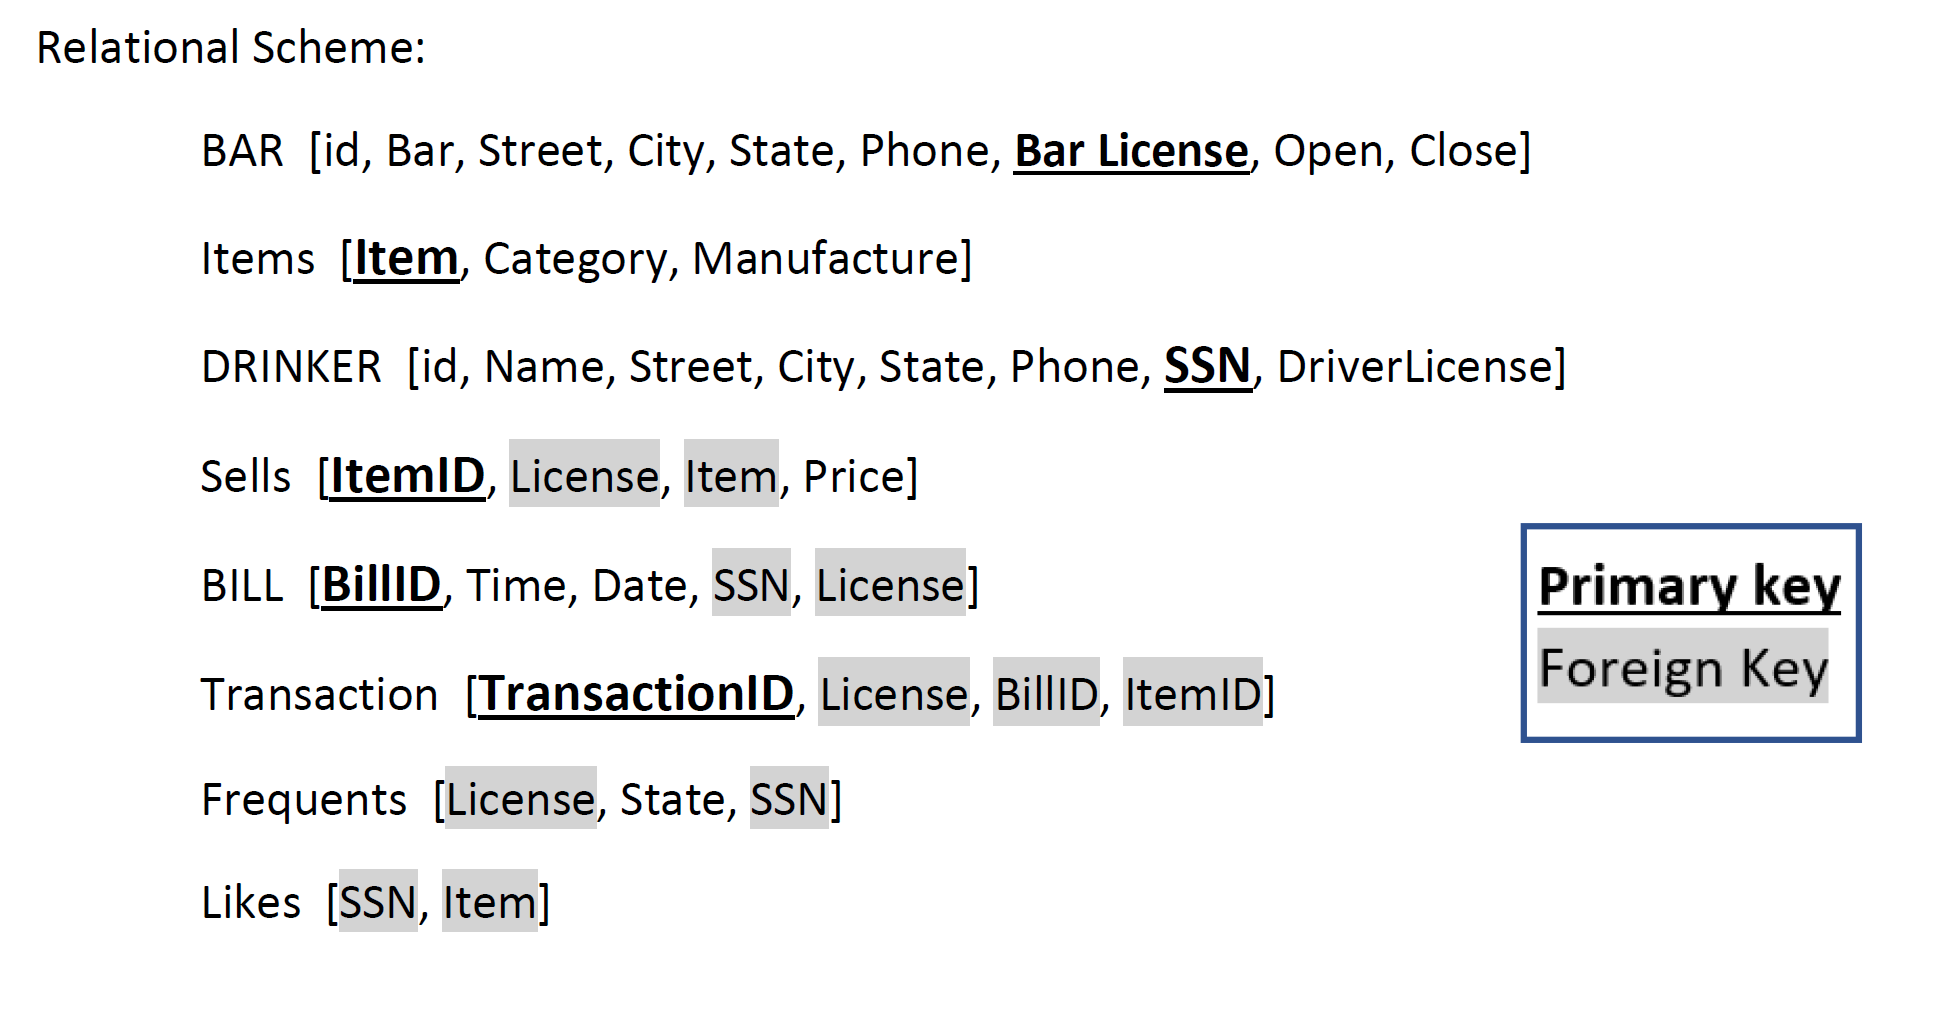 Relational Scheme:
BAR [id, Bar, Street, City, State, Phone, Bar License, Open, Close]
Items [Item, Category, Manufacture]
DRINKER [id, Name, Street, City, State, Phone, SSN, DriverLicense]
Sells [ItemID, License, Item, Price]
BILL [BillID, Time, Date, SSN, License]
Transaction [TransactionID, License, BillID, ItemID]
Frequents [License, State, SSN]
Likes [SSN, Item]
Primary key
Foreign Key